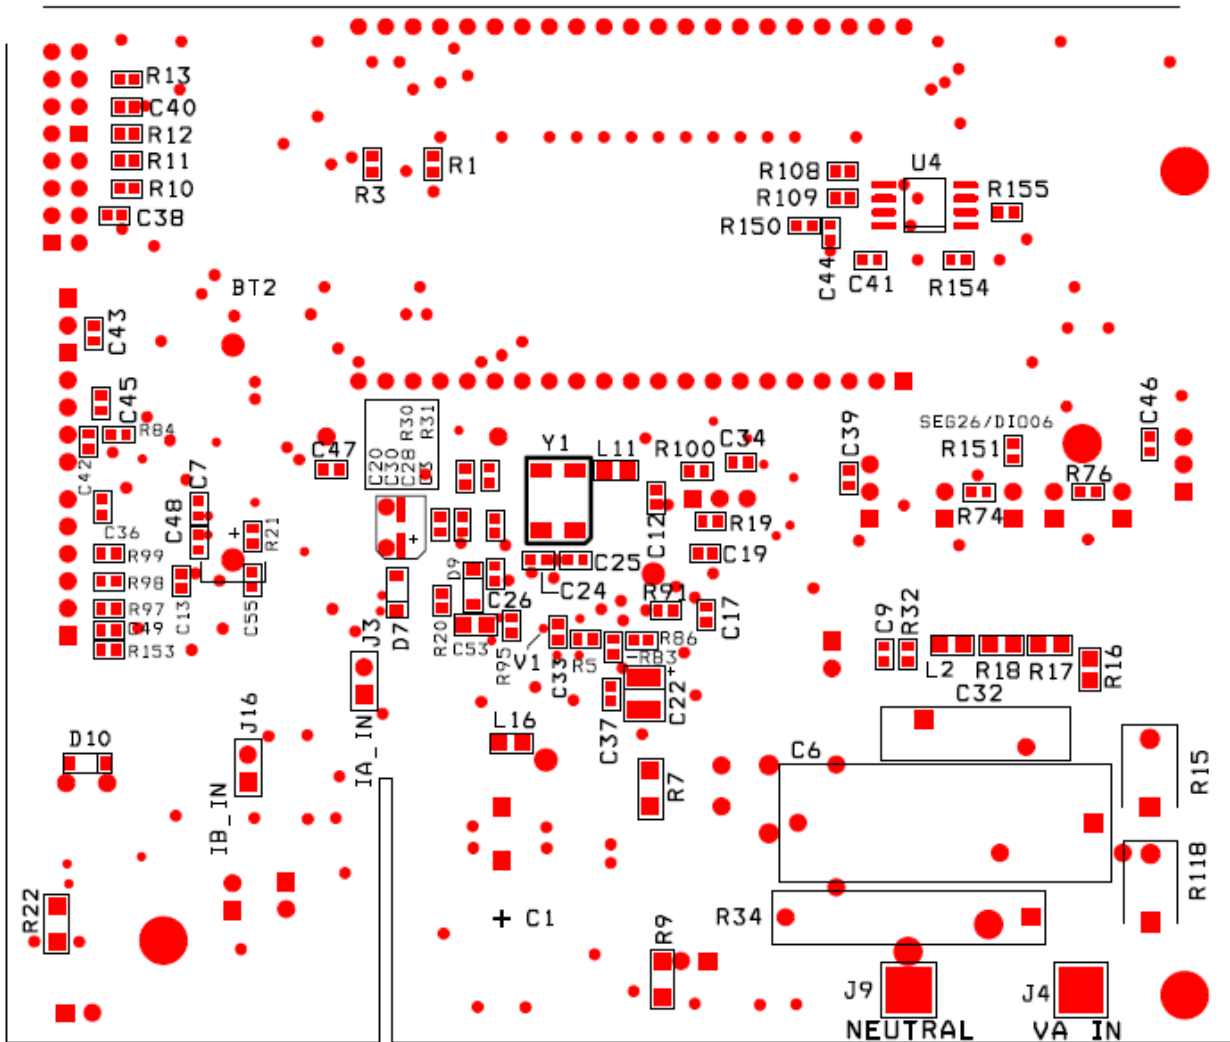 R13
C40
R12
R11
R10
C38
R3
R1
R108
R109
R150
C44
U4
R155
C41
R154
BT2
C43
C45
R84
C42
C7
C48
C36
R99
R98
R97
C49
R153
C13
R21
+
C55
C47
C20
C30
C28
C3
R30
R31
+
Y1
L11
R100
C34
C12
R19
C19
C25
C24
R91
C17
D9
C26
R20
C53
R95
V1
C33
R5
R86
RB3
+
C22
C37
D7
J3
IA_IN
J16
IB_IN
D10
L16
R7
C39
SEG26/DIO06
R151
R74
R76
C46
C9
R32
L2
R18
R17
R16
C32
C6
R15
R118
R34
R22
+ C1
R9
J9
NEUTRAL
J4
VA IN